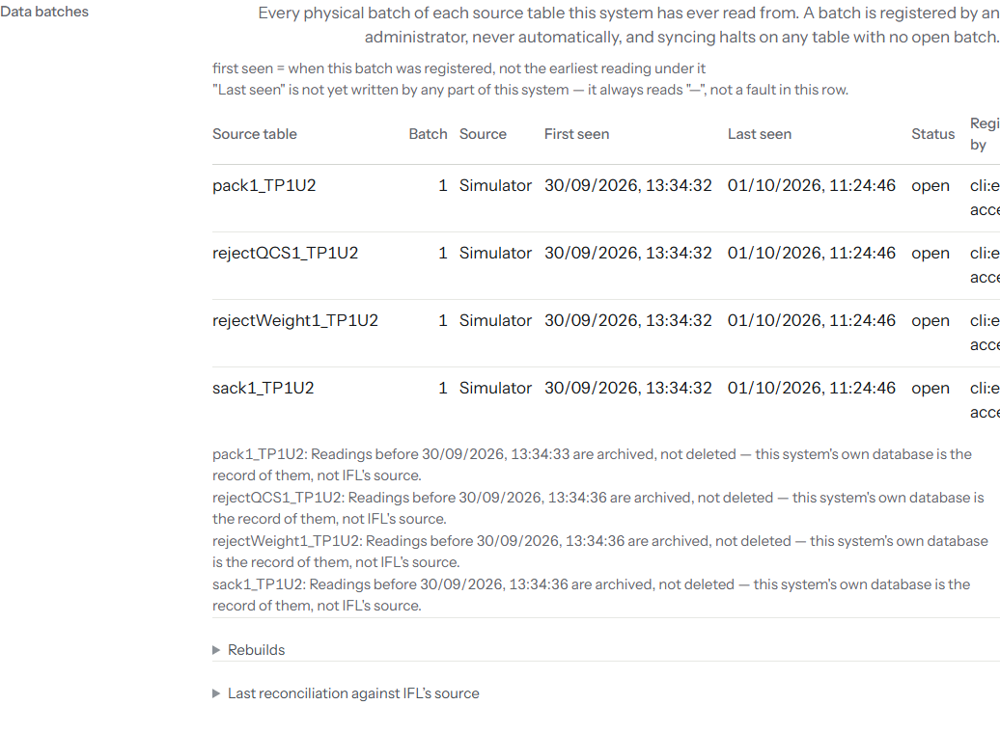 Data batches
Every physical batch of each source table this system has ever read from. A batch is registered by an
administrator, never automatically, and syncing halts on any table with no open batch.
first seen = when this batch was registered, not the earliest reading under it
"Last seen" is not yet written by any part of this system — it always reads "—", not a fault in this row.
Source table Batch Source First seen Last seen Status Regi
by
pack1_TP1U2 1 Simulator 30/09/2026, 13:34:32 01/10/2026, 11:24:46 open cli:e
acce
rejectQCS1_TP1U2 1 Simulator 30/09/2026, 13:34:32 01/10/2026, 11:24:46 open cli:e
acce
rejectWeight1_TP1U2 1 Simulator 30/09/2026, 13:34:32 01/10/2026, 11:24:46 open cli:e
acce
sack1_TP1U2 1 Simulator 30/09/2026, 13:34:32 01/10/2026, 11:24:46 open cli:e
acce
pack1_TP1U2: Readings before 30/09/2026, 13:34:33 are archived, not deleted — this system's own database is the
record of them, not IFL's source.
rejectQCS1_TP1U2: Readings before 30/09/2026, 13:34:36 are archived, not deleted — this system's own database is
the record of them, not IFL's source.
rejectWeight1_TP1U2: Readings before 30/09/2026, 13:34:36 are archived, not deleted — this system's own database
is the record of them, not IFL's source.
sack1_TP1U2: Readings before 30/09/2026, 13:34:36 are archived, not deleted — this system's own database is the
record of them, not IFL's source.
Rebuilds
Last reconciliation against IFL's source